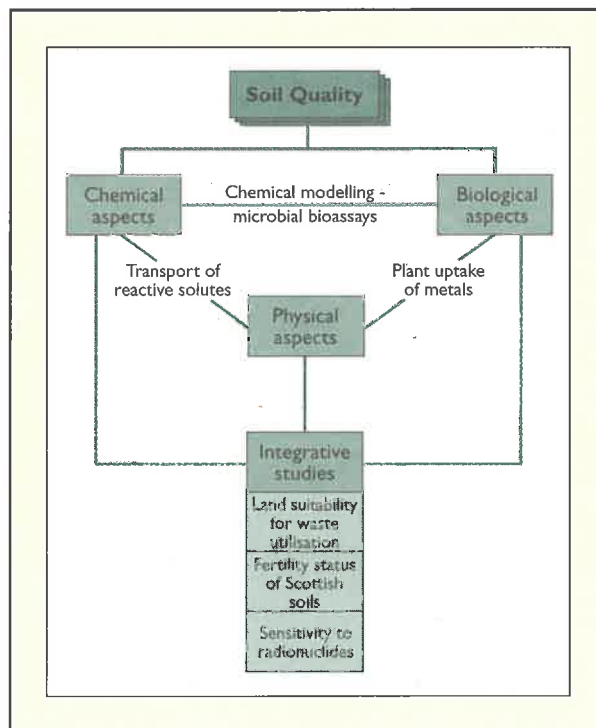 Soil Quality
Chemical
aspects
Chemical modelling -
microbial bioassays
Biological
aspects
Transport of
reactive solutes
Plant uptake
of metals
Physical
aspects
Integrative
studies
Land suitability
for waste
utilisation
Fertility status
of Scottish
soils
Sensitivity to
radionuclides